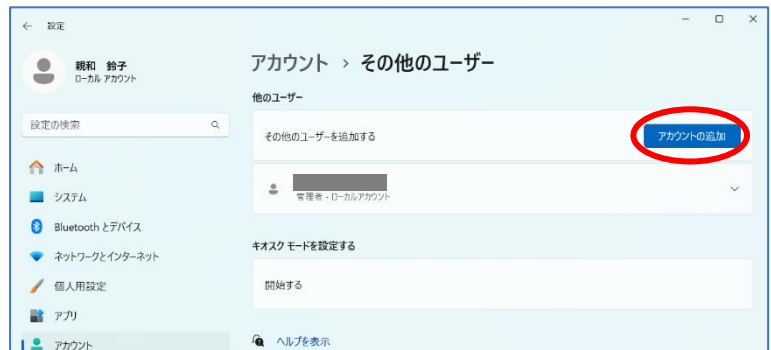 ← 設定
親和 鈴子
ローカル アカウント
設定の検索
ホーム
システム
Bluetooth とデバイス
ネットワークとインターネット
個人用設定
アプリ
アカウント
アカウント › その他のユーザー
他のユーザー
その他のユーザーを追加する
アカウントの追加
管理者 - ローカルアカウント
キオスク モードを設定する
開始する
ヘルプを表示